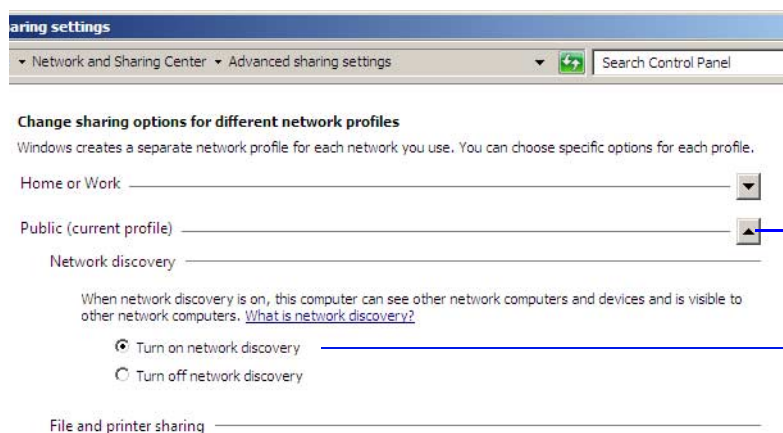 aring settings
Network and Sharing Center Advanced sharing settings Search Control Panel
Change sharing options for different network profiles
Windows creates a separate network profile for each network you use. You can choose specific options for each profile.
Home or Work
Public (current profile)
Network discovery
When network discovery is on, this computer can see other network computers and devices and is visible to
other network computers. What is network discovery?
Turn on network discovery
Turn off network discovery
File and printer sharing